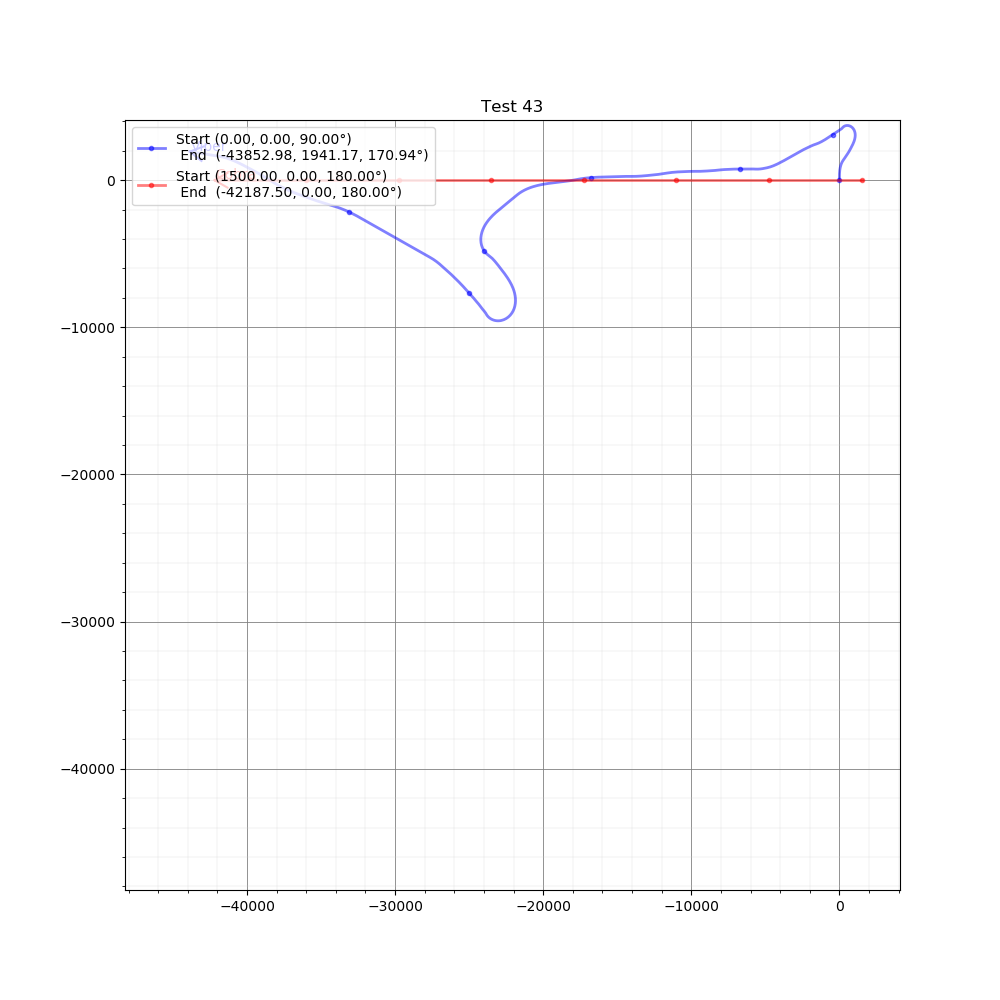 Test 43
Start (0.00, 0.00, 90.00°)
End (-43852.98, 1941.17, 170.94°)
Start (1500.00, 0.00, 180.00°)
End (-42187.50, 0.00, 180.00°)
0
−10000
−20000
−30000
−40000
−40000
−30000
−20000
−10000
0